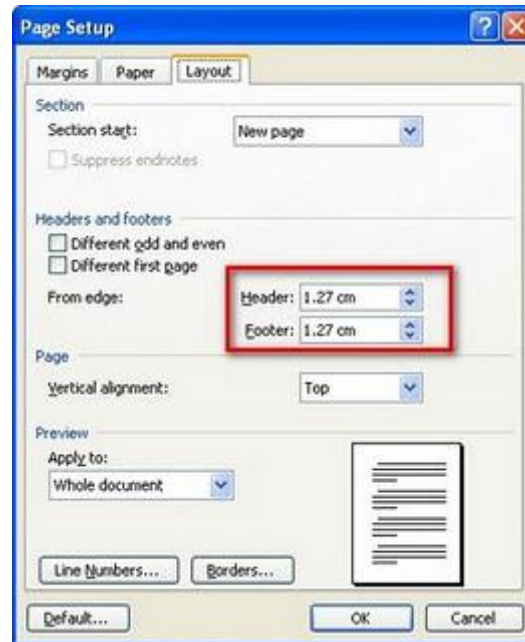 Page Setup
Margins Paper Layout
Section
Section start: New page
Suppress endnotes
Headers and footers
Different odd and even
Different first page
From edge: Header: 1.27 cm
Footer: 1.27 cm
Page
Vertical alignment: Top
Preview
Apply to:
Whole document
Line Numbers... Borders...
Default... OK Cancel